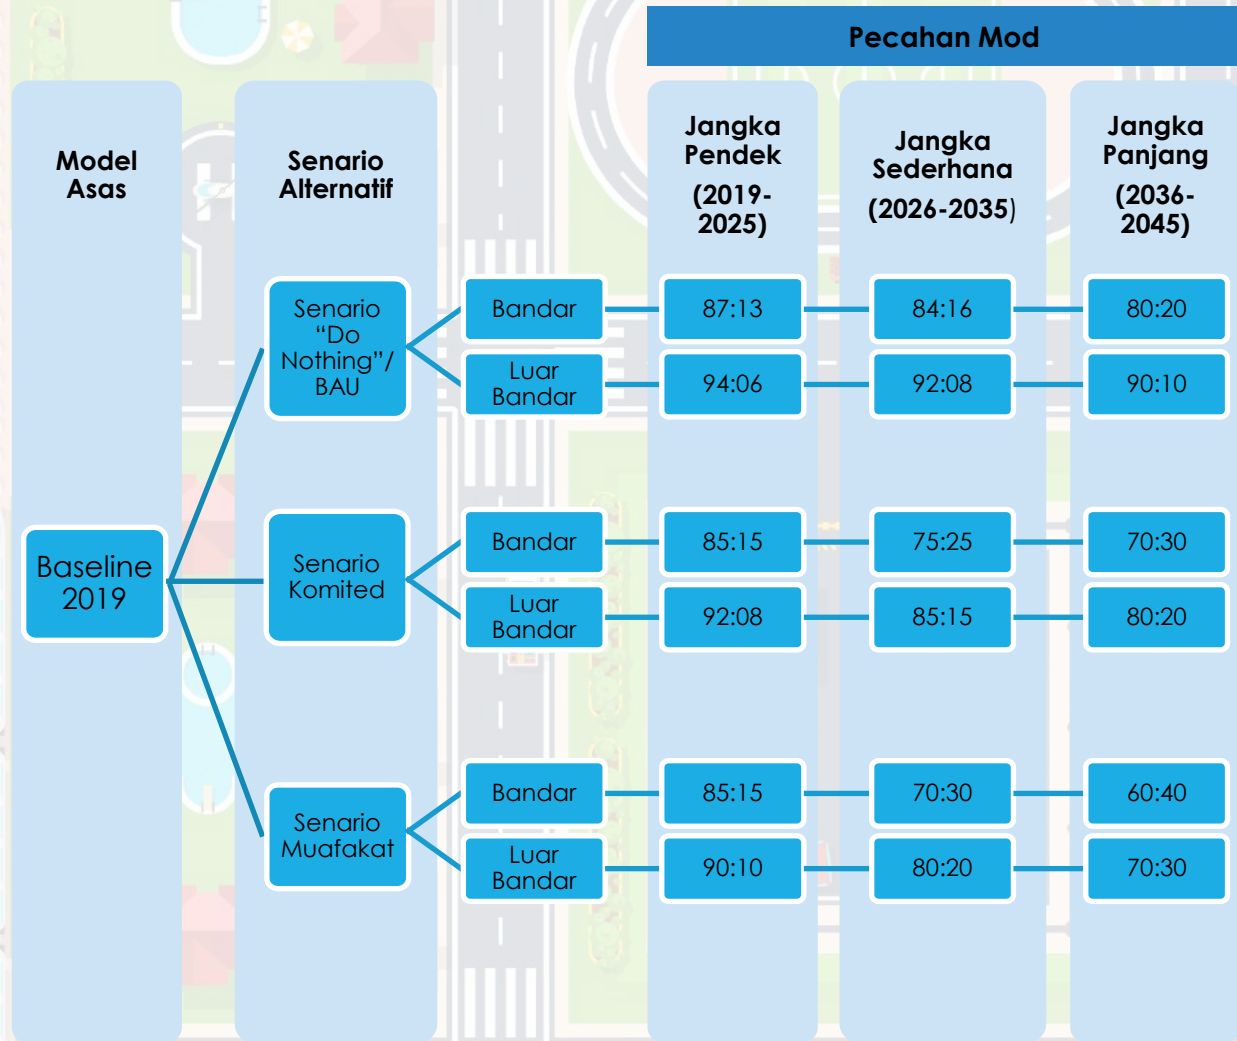 Pecahan Mod
Model
Asas
Senario
Alternatif
Jangka
Pendek
(2019-
2025)
Jangka
Sederhana
(2026-2035)
Jangka
Panjang
(2036-
2045)
Baseline
2019
Senario
“Do
Nothing”/
BAU
Bandar
87:13
84:16
80:20
Luar
Bandar
94:06
92:08
90:10
Senario
Komited
Bandar
85:15
75:25
70:30
Luar
Bandar
92:08
85:15
80:20
Senario
Muafakat
Bandar
85:15
70:30
60:40
Luar
Bandar
90:10
80:20
70:30